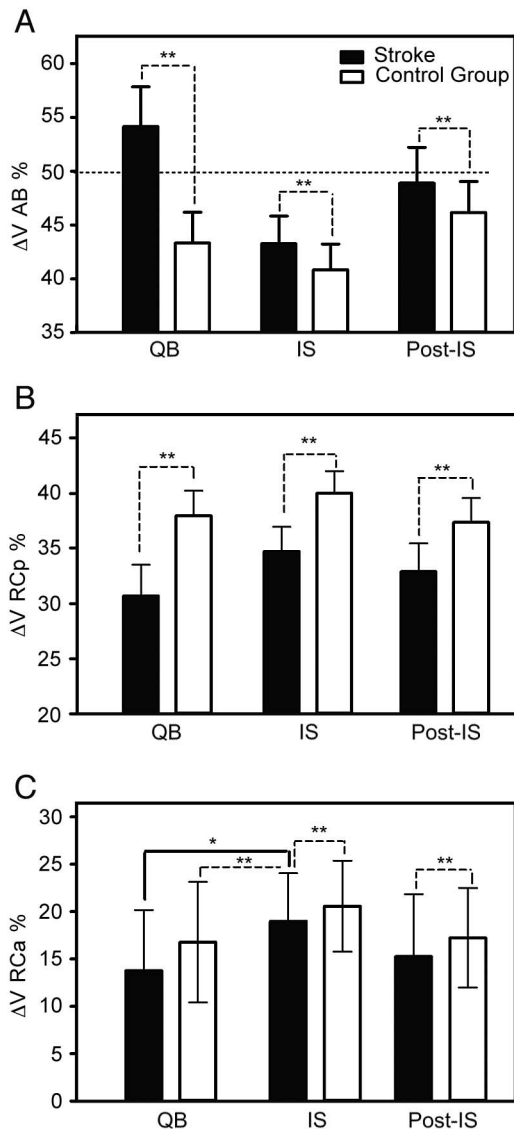 A
Stroke
Control Group
ΔV AB %
60
55
50
45
40
35
**
**
**
QB IS Post-IS
B
ΔV RCp %
45
40
35
30
25
20
**
**
**
QB IS Post-IS
C
ΔV RCa %
30
25
20
15
10
5
0
*
**
**
**
QB IS Post-IS